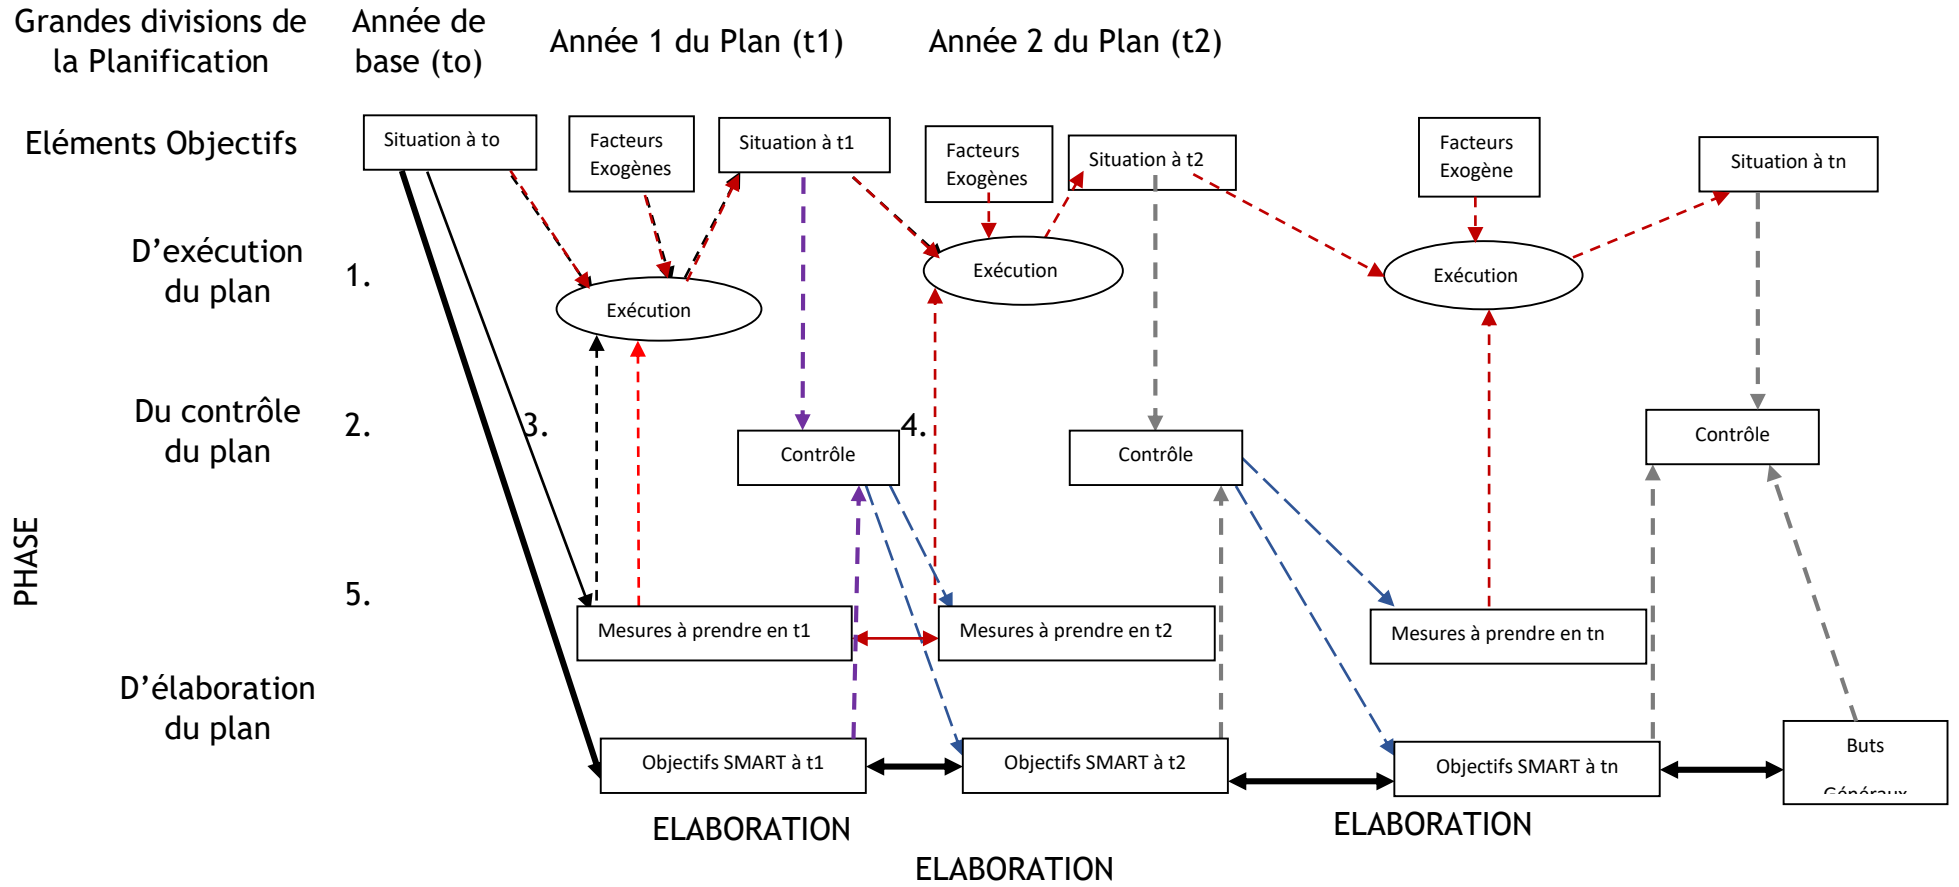 Grandes divisions de
la Planification
Année de
base (to)
Année 1 du Plan (t1)
Année 2 du Plan (t2)
Eléments Objectifs
Situation à to
Facteurs
Exogènes
Situation à t1
Facteurs
Exogènes
Situation à t2
Facteurs
Exogène
Situation à tn
D’exécution
du plan
1.
Exécution
Exécution
Exécution
Du contrôle
du plan
2.
3.
Contrôle
4.
Contrôle
Contrôle
PHASE
5.
Mesures à prendre en t1
Mesures à prendre en t2
Mesures à prendre en tn
D’élaboration
du plan
Objectifs SMART à t1
Objectifs SMART à t2
Objectifs SMART à tn
Buts
Généraux
ELABORATION
ELABORATION
ELABORATION